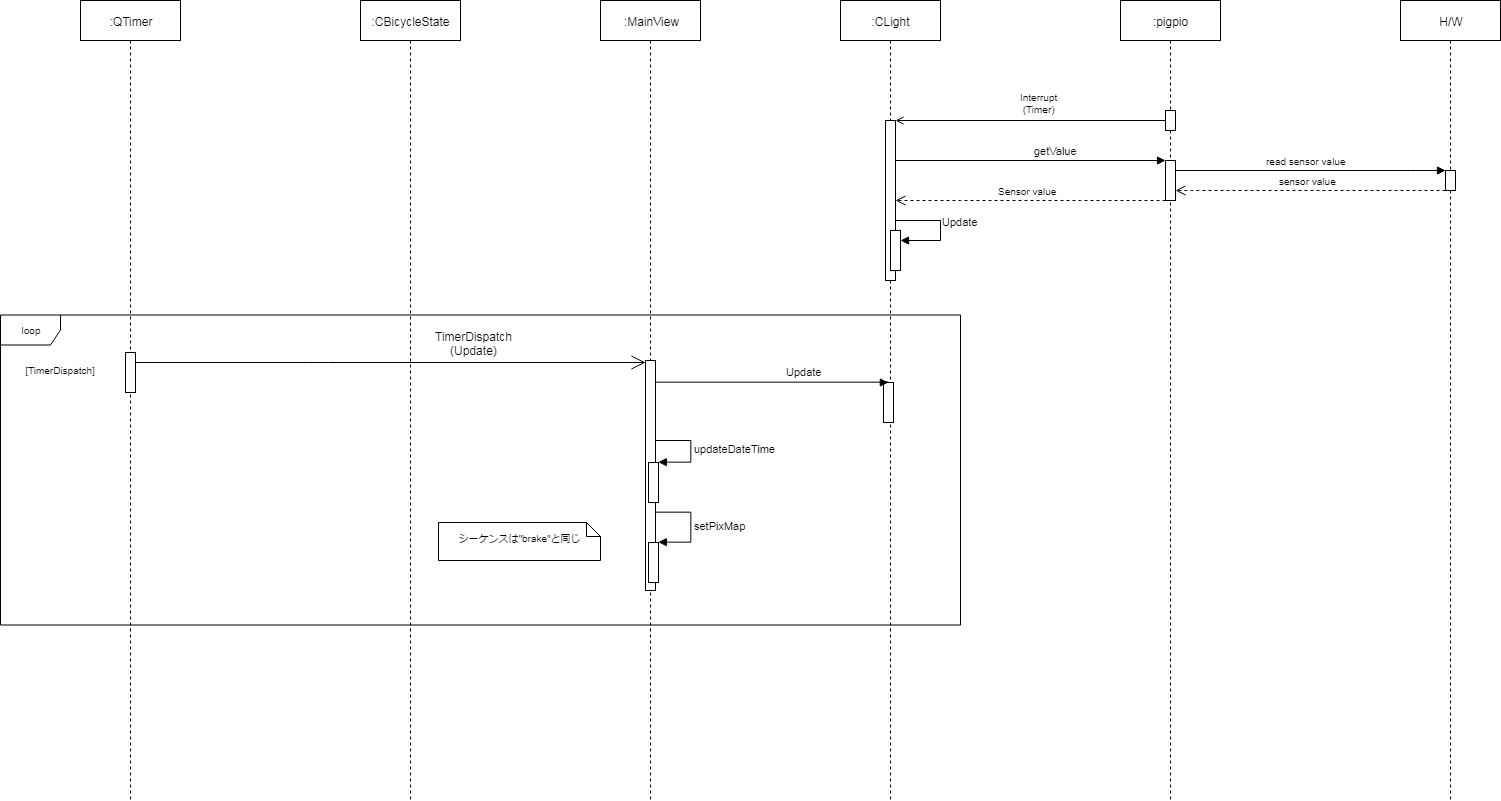 :QTimer
:CBicycleState
:MainView
:CLight
:pigpio
H/W
Interrupt
(Timer)
getValue
read sensor value
sensor value
Sensor value
Update
loop
TimerDispatch
(Update)
[TimerDispatch]
Update
updateDateTime
setPixMap
シーケンスは"brake"と同じ